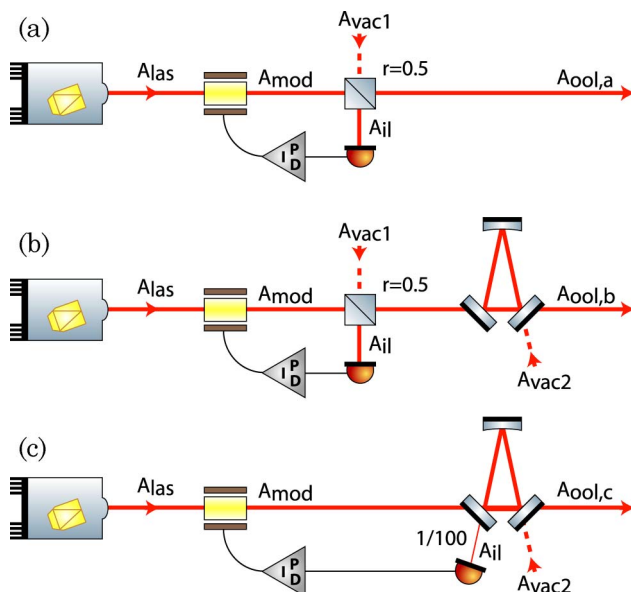 (a)
Alas
Amod
Avac1
r=0.5
Ail
Aool,a
I P D
(b)
Alas
Amod
Avac1
r=0.5
Ail
Aool,b
Avac2
I P D
(c)
Alas
Amod
1/100
Ail
Aool,c
Avac2
I P D